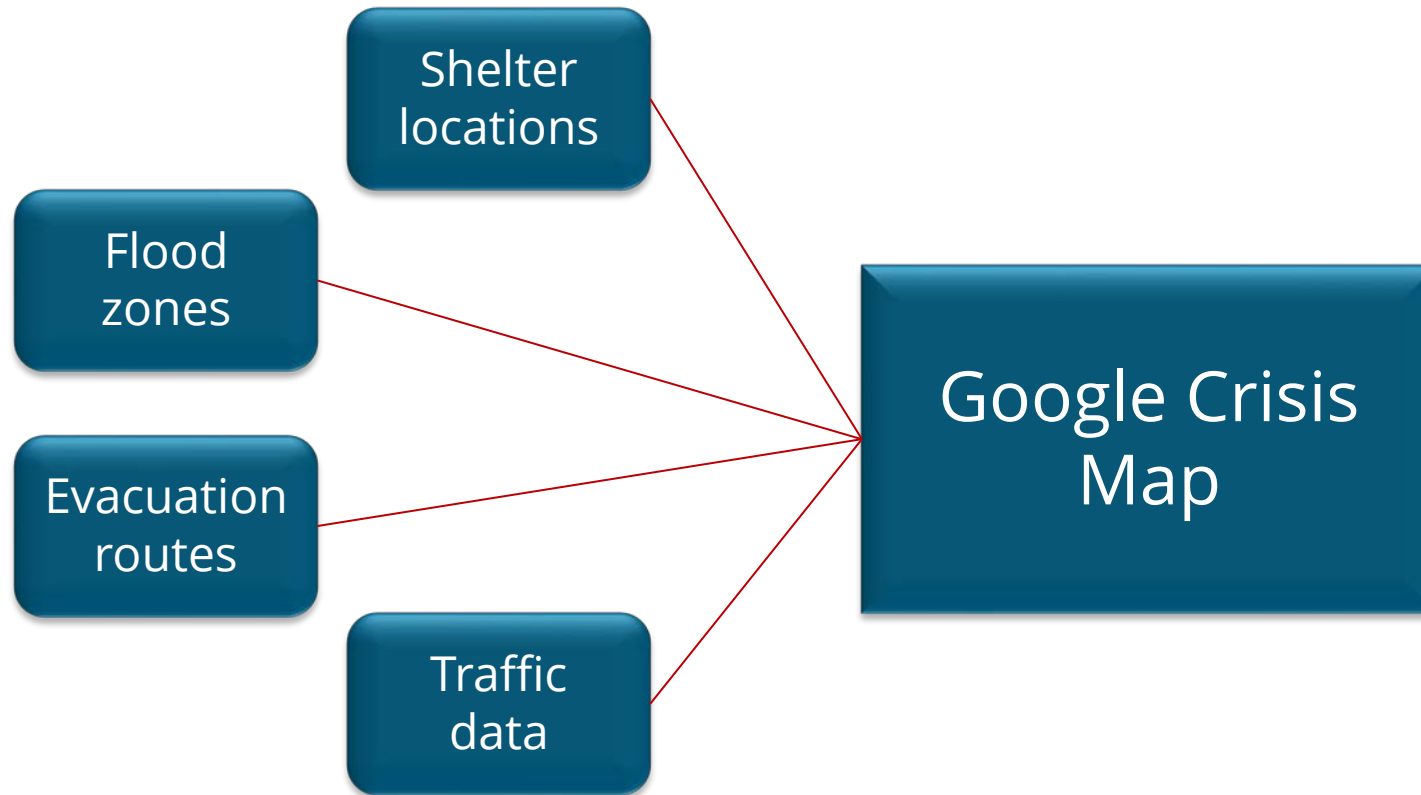 Shelter
locations
Flood
zones
Evacuation
routes
Traffic
data
Google Crisis
Map